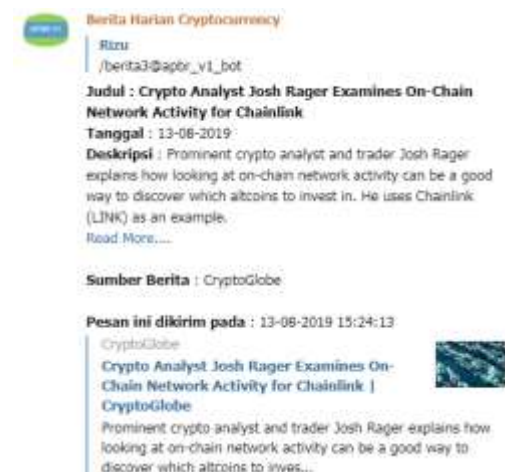 Berita Harian Cryptocurrency
Rizu
/berita3@apbr_v1_bot
Judul : Crypto Analyst Josh Rager Examines On-Chain
Network Activity for Chainlink
Tanggal : 13-08-2019
Deskripsi : Prominent crypto analyst and trader Josh Rager
explains how looking at on-chain network activity can be a good
way to discover which altcoins to invest in. He uses Chainlink
(LINK) as an example.
Read More....
Sumber Berita : CryptoGlobe
Pesan ini dikirim pada : 13-08-2019 15:24:13
CryptoGlobe
Crypto Analyst Josh Rager Examines On-
Chain Network Activity for Chainlink |
CryptoGlobe
Prominent crypto analyst and trader Josh Rager explains how
looking at on-chain network activity can be a good way to
discover which altcoins to inves...